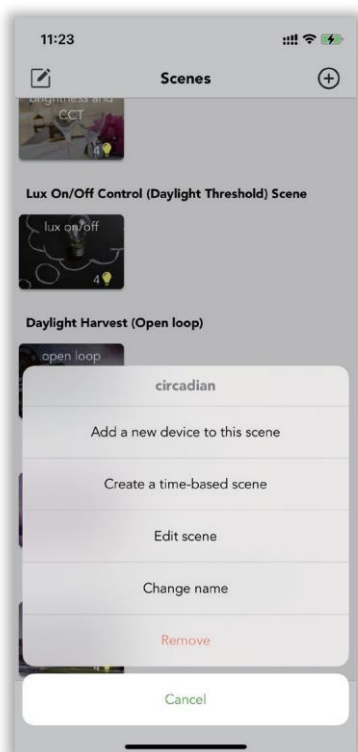 11:23
Scenes
brightness and
CCT
4
Lux On/Off Control (Daylight Threshold) Scene
lux on/off
4
Daylight Harvest (Open loop)
open loop
circadian
Add a new device to this scene
Create a time-based scene
Edit scene
Change name
Remove
4
Cancel